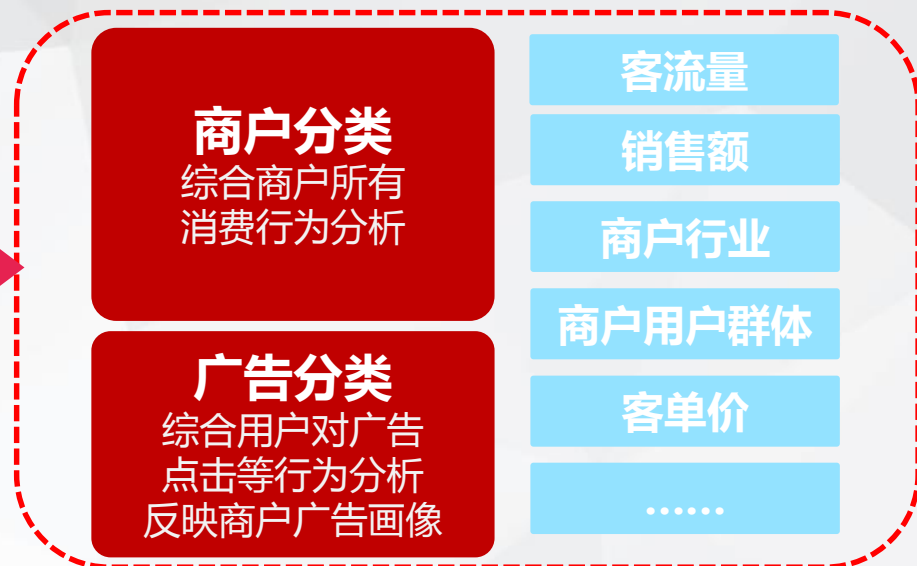 商户分类
综合商户所有
消费行为分析
广告分类
综合用户对广告
点击等行为分析
反映商户广告画像
客流量
销售额
商户行业
商户用户群体
客单价
……